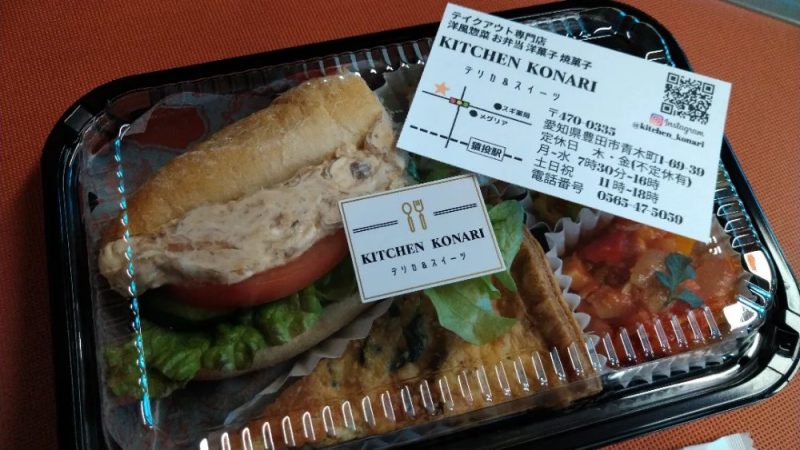 テイクアウト専門店
洋風惣菜 お弁当 洋菓子 焼菓子
KITCHEN KONARI
デリカ&スイーツ
スギ薬局
メグリア
猿投駅
Instagram
@kitchen_konari
〒470-0335
愛知県豊田市青木町1-69-39
定休日 木・金(不定休有)
月-水 7時30分-16時
土日祝 11時-18時
電話番号 0565-47-5059
KITCHEN KONARI
デリカ&スイーツ